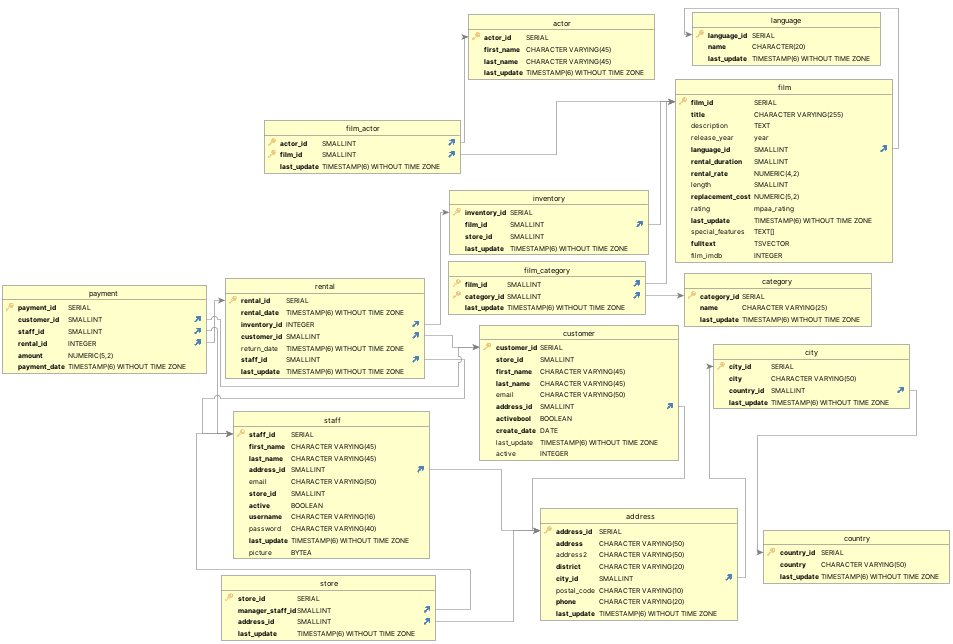 actor
actor_id SERIAL
first_name CHARACTER VARYING(45)
last_name CHARACTER VARYING(45)
last_update TIMESTAMP(6) WITHOUT TIME ZONE
language
language_id SERIAL
name CHARACTER(20)
last_update TIMESTAMP(6) WITHOUT TIME ZONE
film
film_id SERIAL
title CHARACTER VARYING(255)
description TEXT
release_year year
language_id SMALLINT
rental_duration SMALLINT
rental_rate NUMERIC(4,2)
length SMALLINT
replacement_cost NUMERIC(5,2)
rating mpaa_rating
last_update TIMESTAMP(6) WITHOUT TIME ZONE
special_features TEXT[]
fulltext TSVECTOR
film_imdb INTEGER
film_actor
actor_id SMALLINT
film_id SMALLINT
last_update TIMESTAMP(6) WITHOUT TIME ZONE
inventory
inventory_id SERIAL
film_id SMALLINT
store_id SMALLINT
last_update TIMESTAMP(6) WITHOUT TIME ZONE
film_category
film_id SMALLINT
category_id SMALLINT
last_update TIMESTAMP(6) WITHOUT TIME ZONE
category
category_id SERIAL
name CHARACTER VARYING(25)
last_update TIMESTAMP(6) WITHOUT TIME ZONE
payment
payment_id SERIAL
customer_id SMALLINT
staff_id SMALLINT
rental_id INTEGER
amount NUMERIC(5,2)
payment_date TIMESTAMP(6) WITHOUT TIME ZONE
rental
rental_id SERIAL
rental_date TIMESTAMP(6) WITHOUT TIME ZONE
inventory_id INTEGER
customer_id SMALLINT
return_date TIMESTAMP(6) WITHOUT TIME ZONE
staff_id SMALLINT
last_update TIMESTAMP(6) WITHOUT TIME ZONE
customer
customer_id SERIAL
store_id SMALLINT
first_name CHARACTER VARYING(45)
last_name CHARACTER VARYING(45)
email CHARACTER VARYING(50)
address_id SMALLINT
activebool BOOLEAN
create_date DATE
last_update TIMESTAMP(6) WITHOUT TIME ZONE
active INTEGER
city
city_id SERIAL
city CHARACTER VARYING(50)
country_id SMALLINT
last_update TIMESTAMP(6) WITHOUT TIME ZONE
staff
staff_id SERIAL
first_name CHARACTER VARYING(45)
last_name CHARACTER VARYING(45)
address_id SMALLINT
email CHARACTER VARYING(50)
store_id SMALLINT
active BOOLEAN
username CHARACTER VARYING(16)
password CHARACTER VARYING(40)
last_update TIMESTAMP(6) WITHOUT TIME ZONE
picture BYTEA
address
address_id SERIAL
address CHARACTER VARYING(50)
address2 CHARACTER VARYING(50)
district CHARACTER VARYING(20)
city_id SMALLINT
postal_code CHARACTER VARYING(10)
phone CHARACTER VARYING(20)
last_update TIMESTAMP(6) WITHOUT TIME ZONE
country
country_id SERIAL
country CHARACTER VARYING(50)
last_update TIMESTAMP(6) WITHOUT TIME ZONE
store
store_id SERIAL
manager_staff_id SMALLINT
address_id SMALLINT
last_update TIMESTAMP(6) WITHOUT TIME ZONE